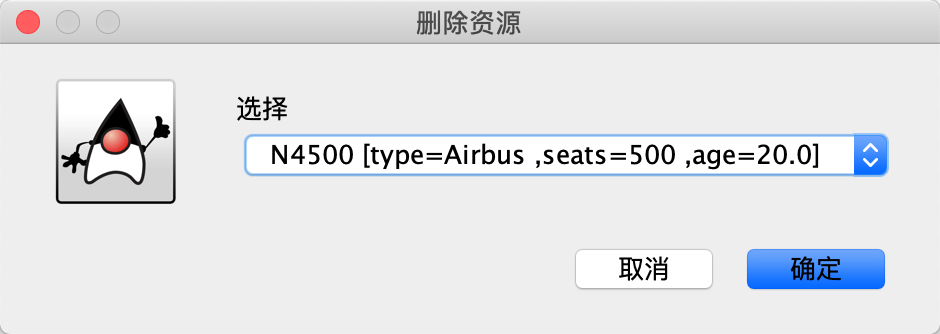 删除资源
选择
N4500 [type=Airbus ,seats=500 ,age=20.0]
取消
确定